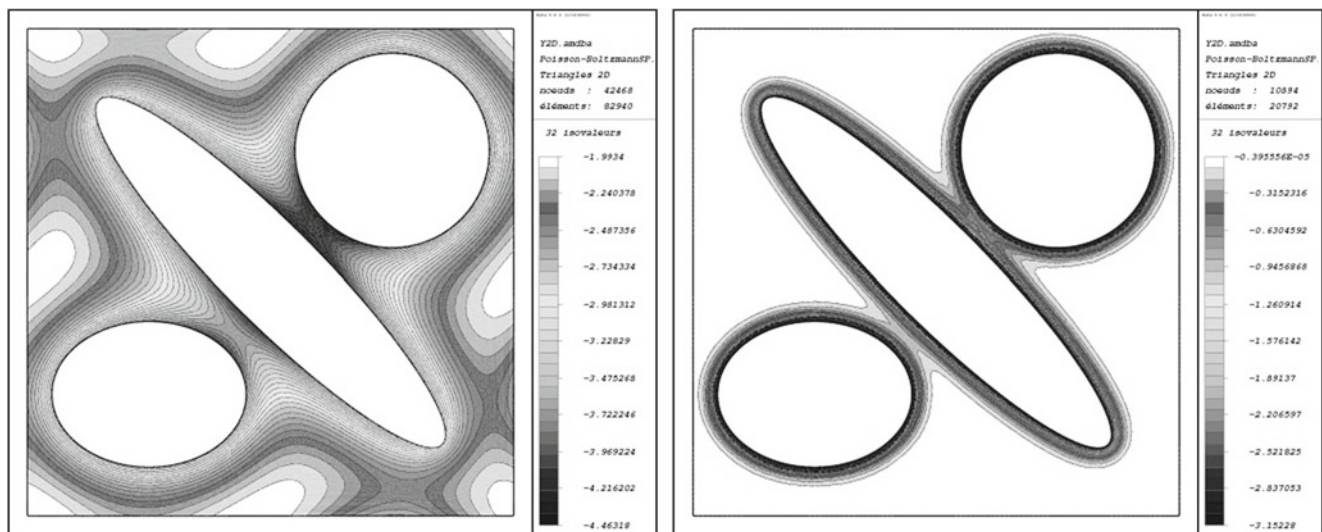 Y2D.amdba
Poisson-BoltzmannSP.
Triangles 2D
noeuds : 42468
éléments: 82940
32 isovaleurs
-1.9934
-2.240378
-2.487356
-2.734334
-2.981312
-3.22829
-3.475268
-3.722246
-3.969224
-4.216202
-4.46318
Y2D.amdba
Poisson-BoltzmannSP.
Triangles 2D
noeuds : 10894
éléments: 20792
32 isovaleurs
-0.395556E-05
-0.3152316
-0.6304592
-0.9456868
-1.260914
-1.576142
-1.89137
-2.206597
-2.521825
-2.837053
-3.15228